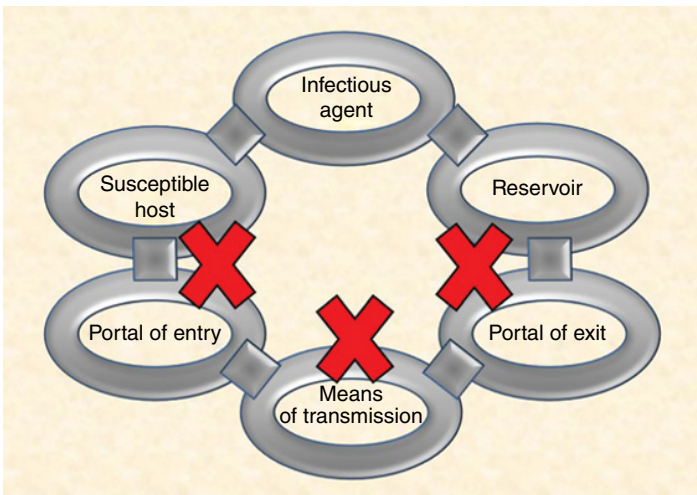 Infectious
agent
Susceptible
host
Reservoir
Portal of entry
Portal of exit
Means
of transmission